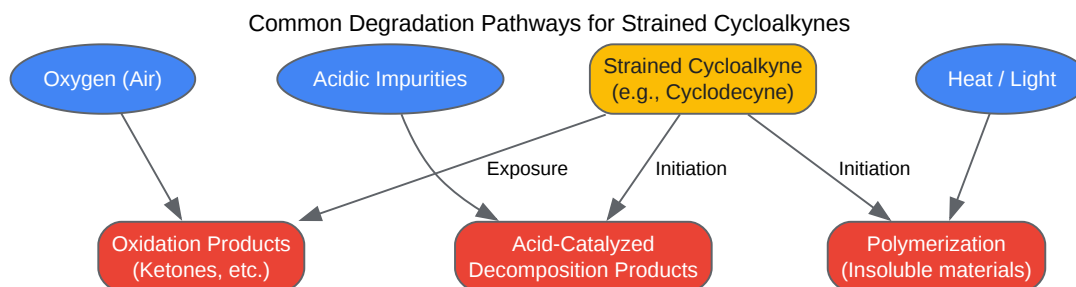 Common Degradation Pathways for Strained Cycloalkynes
Oxygen (Air)
Acidic Impurities
Strained Cycloalkyne
(e.g., Cyclodecyne)
Heat / Light
Exposure
Initiation
Initiation
Oxidation Products
(Ketones, etc.)
Acid-Catalyzed
Decomposition Products
Polymerization
(Insoluble materials)